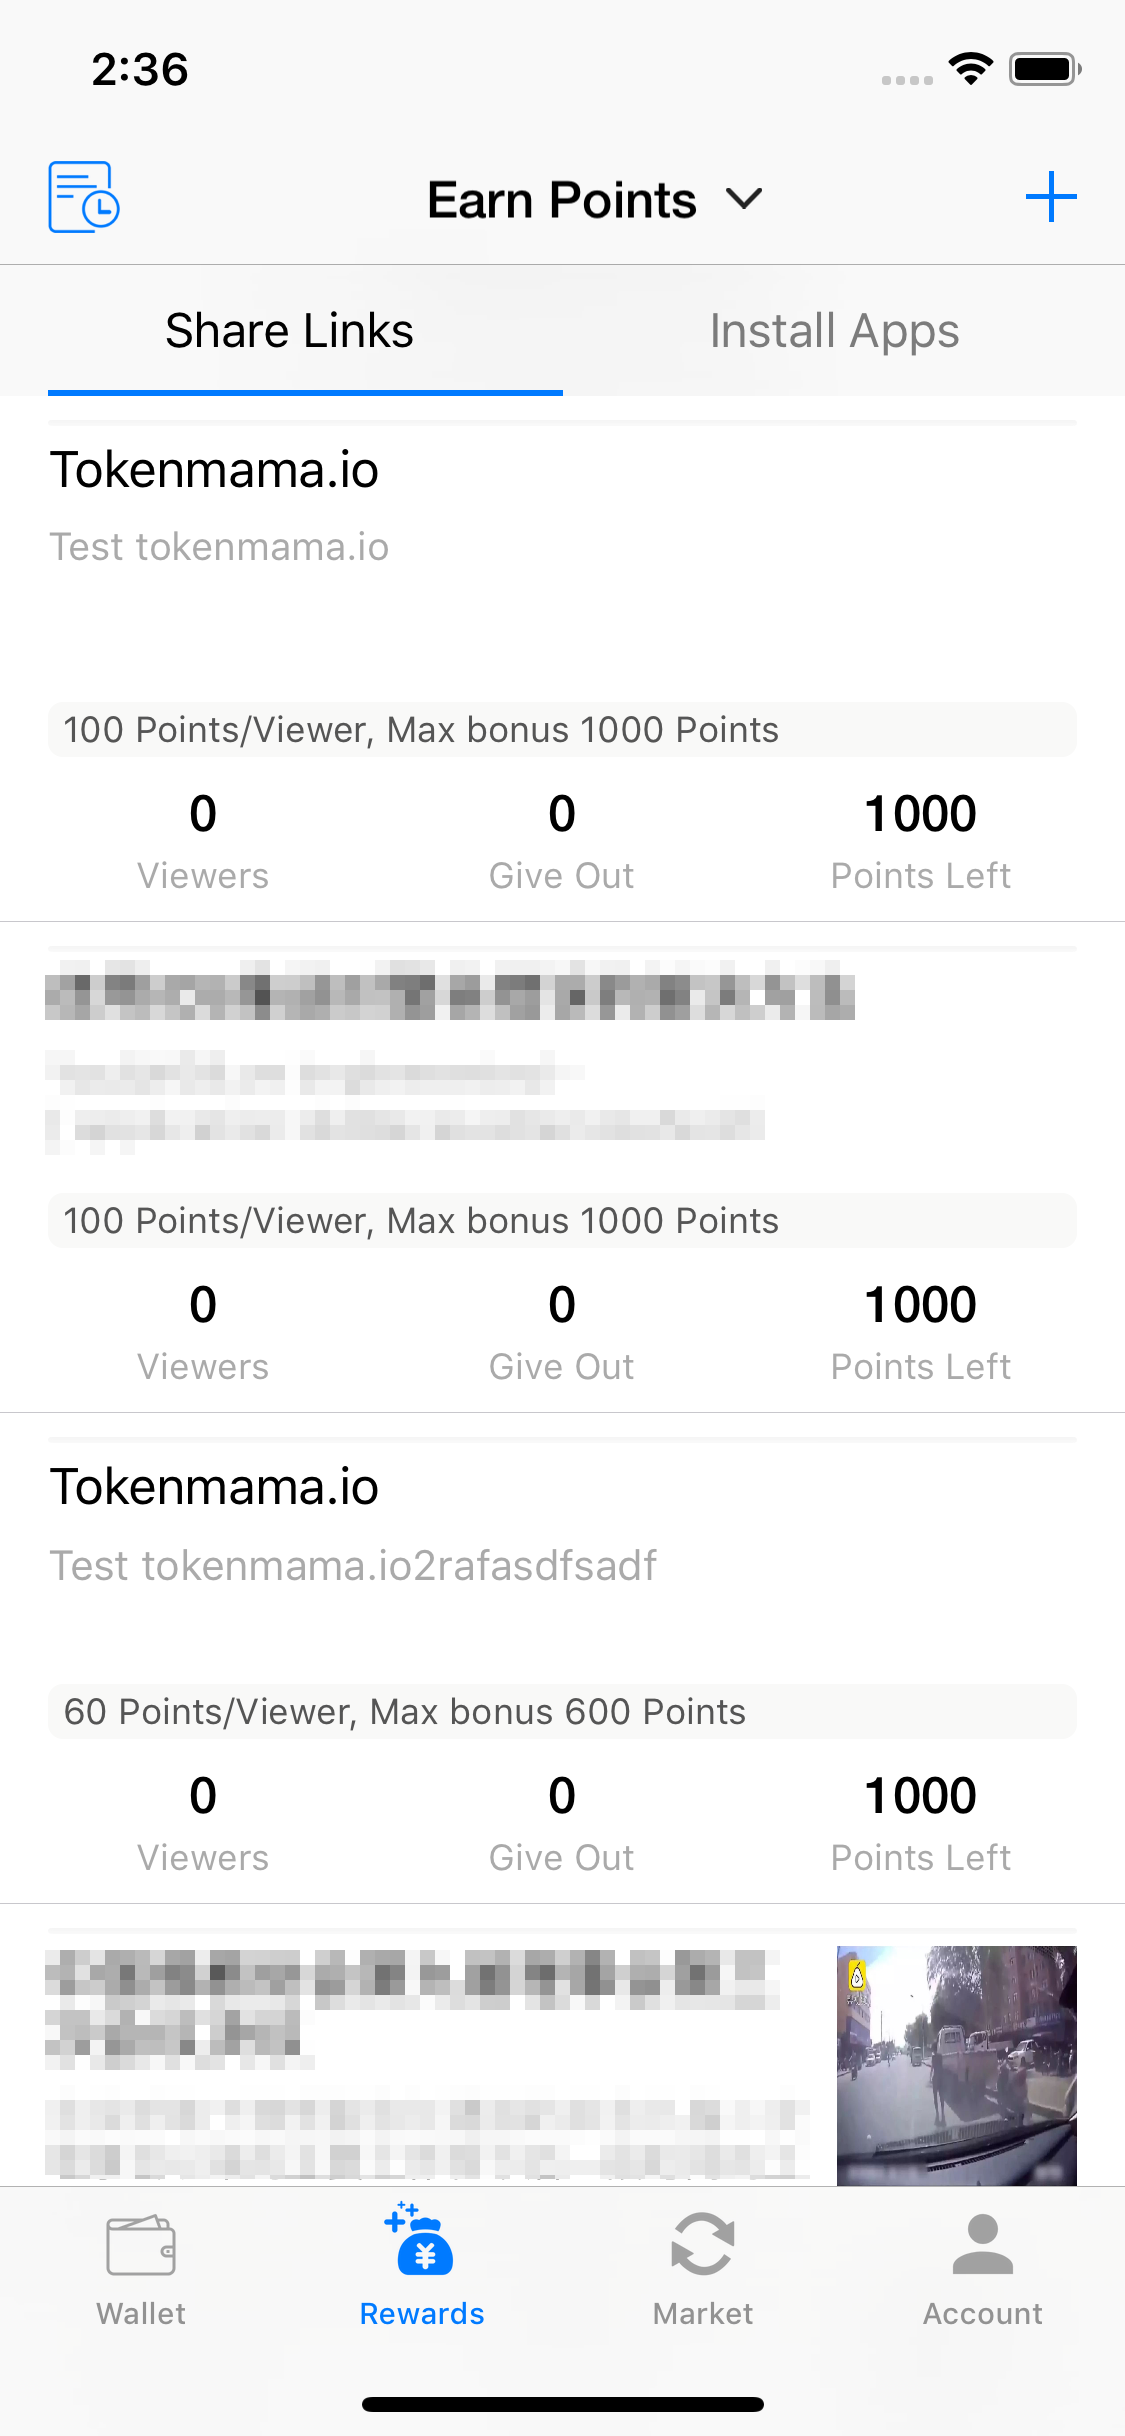 2:36
Earn Points
Share Links
Install Apps
Tokenmama.io
Test tokenmama.io
100 Points/Viewer, Max bonus 1000 Points
0
0
1000
Viewers
Give Out
Points Left
100 Points/Viewer, Max bonus 1000 Points
0
0
1000
Viewers
Give Out
Points Left
Tokenmama.io
Test tokenmama.io2rafasdfsadf
60 Points/Viewer, Max bonus 600 Points
0
0
1000
Viewers
Give Out
Points Left
Wallet
Rewards
Market
Account